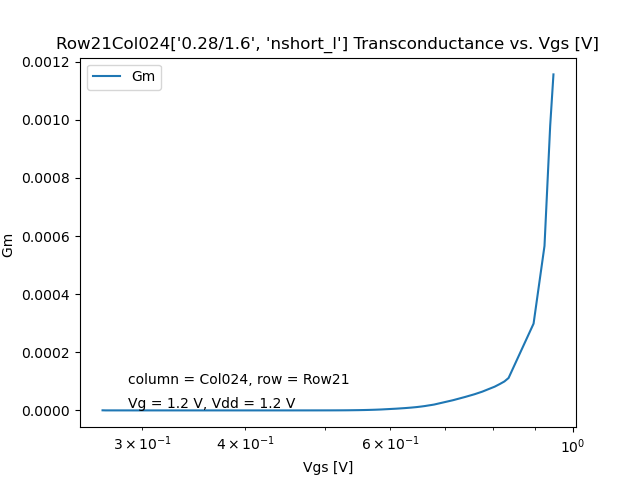 Row21Col024['0.28/1.6', 'nshort_l'] Transconductance vs. Vgs [V]
Gm
0.0012
0.0010
0.0008
0.0006
0.0004
0.0002
0.0000
Gm
column = Col024, row = Row21
Vg = 1.2 V, Vdd = 1.2 V
3 × 10⁻¹ 4 × 10⁻¹ 6 × 10⁻¹ 10⁰
Vgs [V]